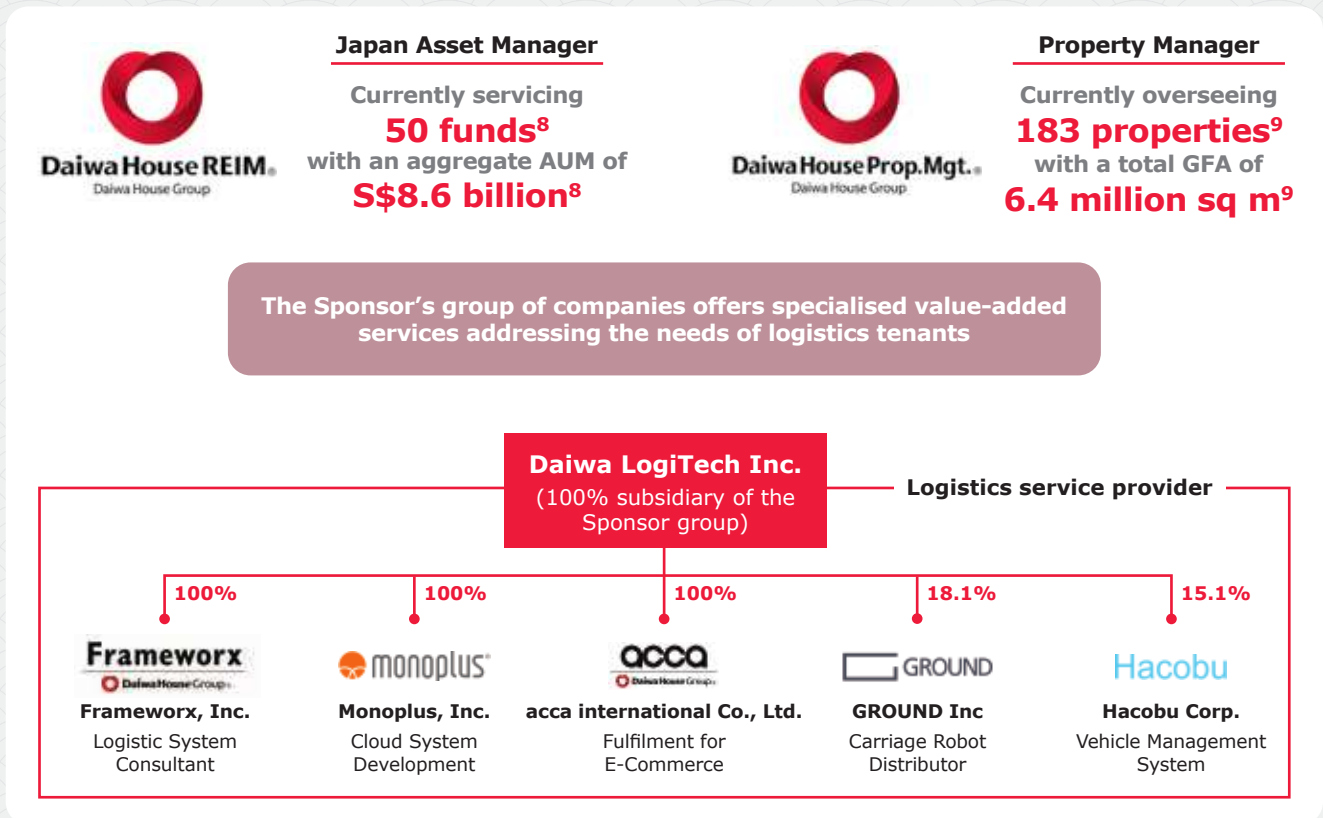 Japan Asset Manager
Currently servicing
50 funds⁸
with an aggregate AUM of
S$8.6 billion⁸
Daiwa House REIM®
Daiwa House Group
Property Manager
Currently overseeing
183 properties⁹
with a total GFA of
6.4 million sq m⁹
Daiwa House Prop.Mgt.®
Daiwa House Group
The Sponsor's group of companies offers specialised value-added
services addressing the needs of logistics tenants
Daiwa LogiTech Inc.
(100% subsidiary of the
Sponsor group)
Logistics service provider
100%
100%
100%
18.1%
15.1%
Frameworx
Daiwa House Group®
Frameworx, Inc.
Logistic System
Consultant
monoplus®
Monoplus, Inc.
Cloud System
Development
acca
Daiwa House Group®
acca international Co., Ltd.
Fulfilment for
E-Commerce
GROUND
GROUND Inc
Carriage Robot
Distributor
Hacobu
Hacobu Corp.
Vehicle Management
System